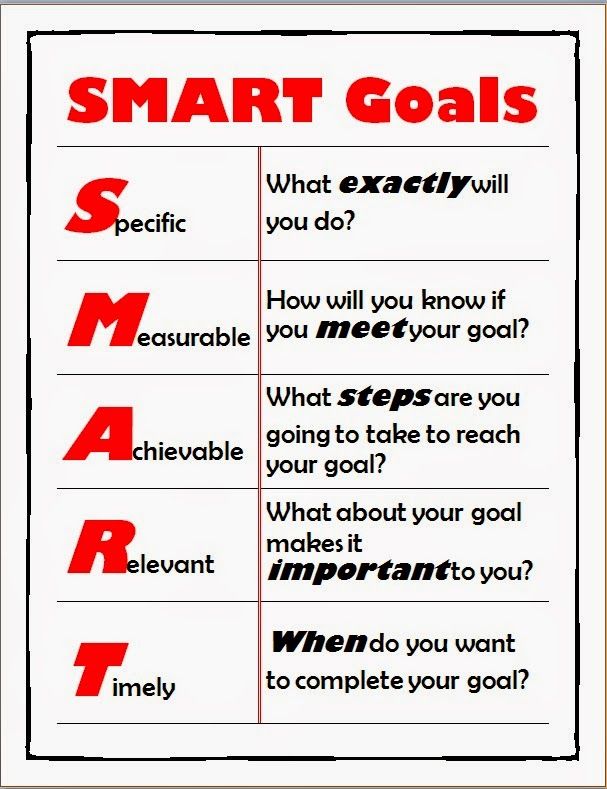 SMART Goals
Specific
What exactly will
you do?
Measurable
How will you know if
you meet your goal?
Achievable
What steps are you
going to take to reach
your goal?
Relevant
What about your goal
makes it
important to you?
Timely
When do you want
to complete your goal?